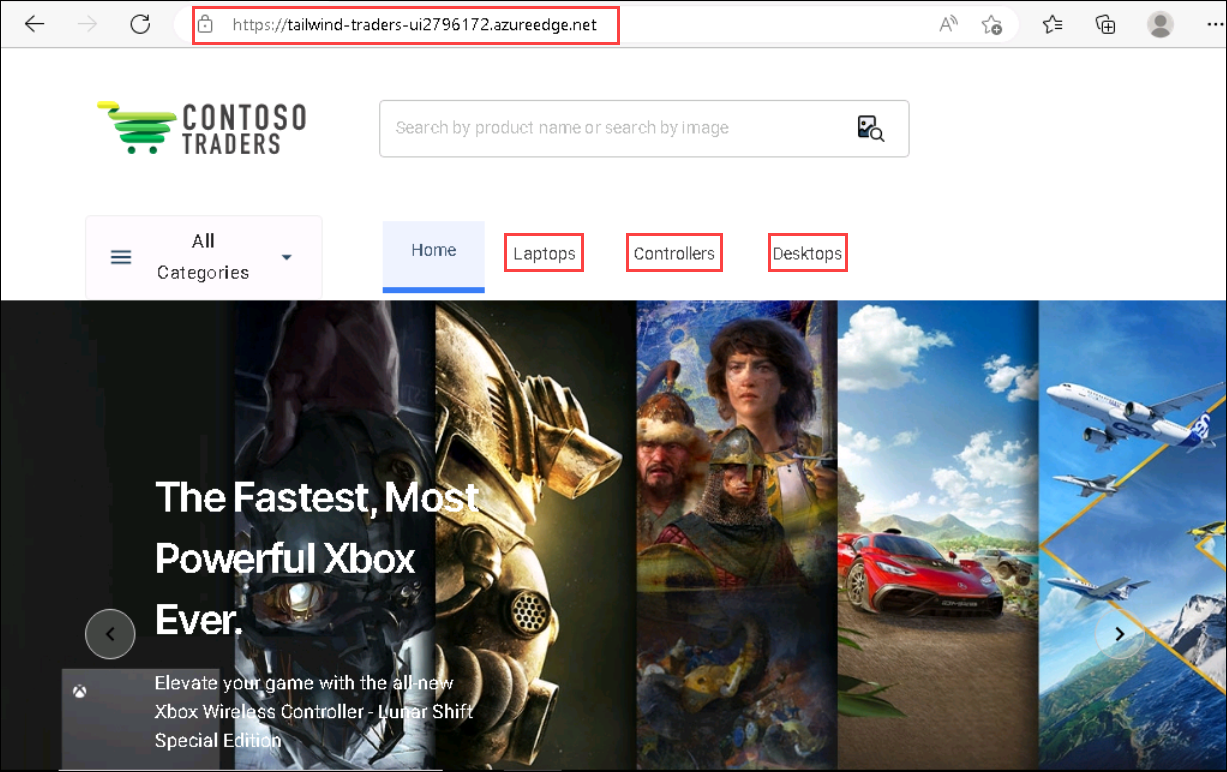 https://tailwind-traders-ui2796172.azureedge.net
CONTOSO
TRADERS
Search by product name or search by image
All
Categories
Home
Laptops
Controllers
Desktops
The Fastest, Most
Powerful Xbox
Ever.
Elevate your game with the all-new
Xbox Wireless Controller - Lunar Shift
Special Edition